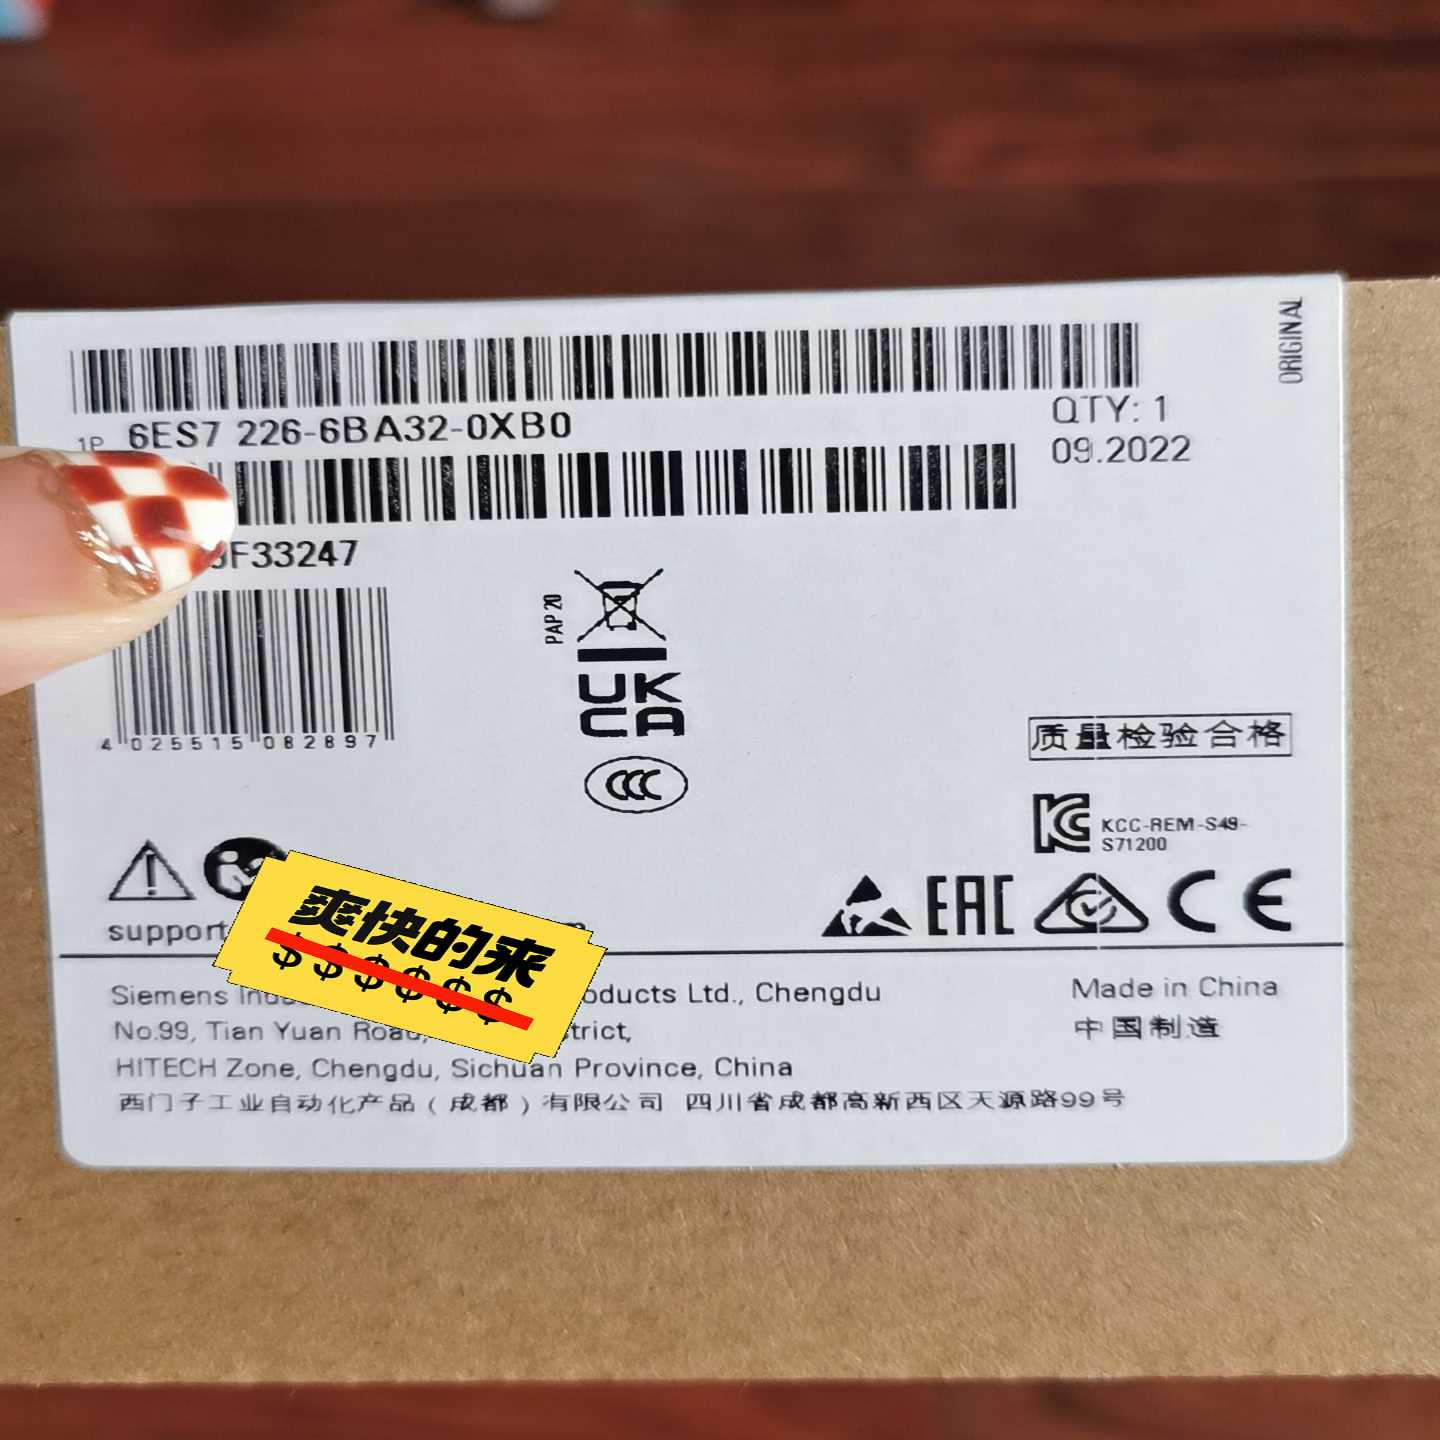 ORIGINAL
1P 6ES7 226-6BA32-0XB0
QTY: 1
09.2022
F33247
PAP 20
4 025515 082897
UK
CA
CCC
质量检验合格
KCC-REM-S49-
S71200
support
EAC
CE
爽快的来
$$$$$$
Siemens oducts Ltd., Chengdu
No.99, Tian Yuan Road, trict,
HITECH Zone, Chengdu, Sichuan Province, China
西门子工业自动化产品（成都）有限公司 四川省成都高新西区天源路99号
Made in China
中国制造